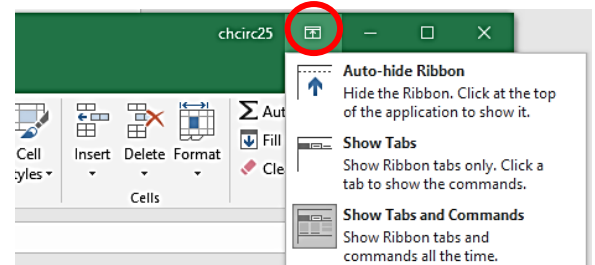 chcirc25
Auto-hide Ribbon
Hide the Ribbon. Click at the top
of the application to show it.
Show Tabs
Show Ribbon tabs only. Click a
tab to show the commands.
Show Tabs and Commands
Show Ribbon tabs and
commands all the time.
Cell
tyles
Insert
Delete
Format
Cells
Σ Aut
Fill
Cle